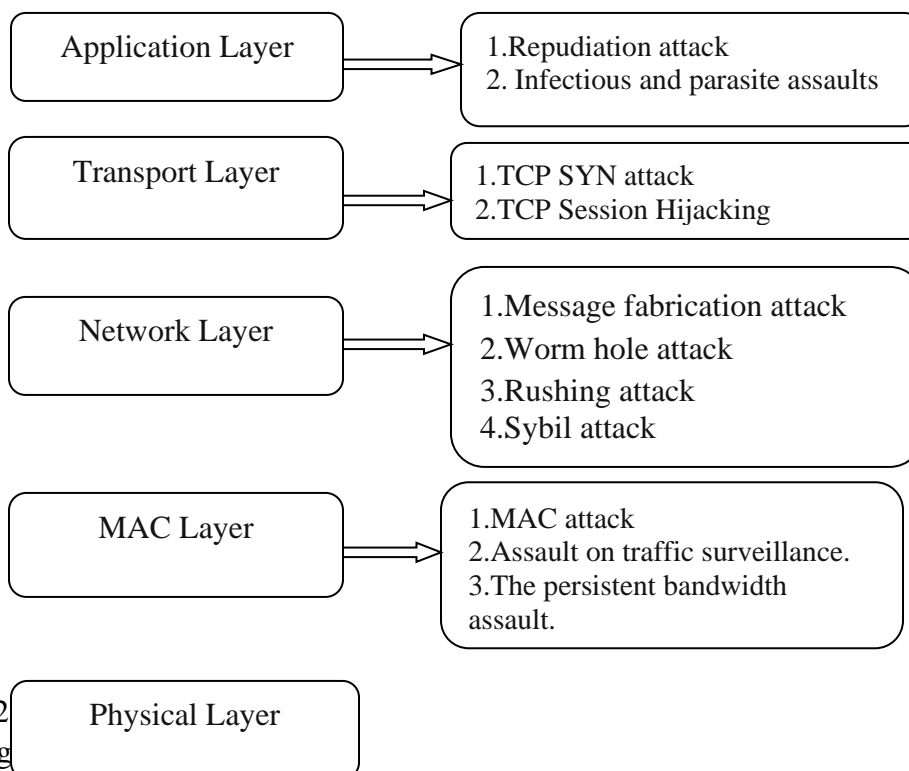 Application Layer
1.Repudiation attack
2. Infectious and parasite assaults
Transport Layer
1.TCP SYN attack
2.TCP Session Hijacking
Network Layer
1.Message fabrication attack
2.Worm hole attack
3.Rushing attack
4.Sybil attack
MAC Layer
1.MAC attack
2.Assault on traffic surveillance.
3.The persistent bandwidth
assault.
Physical Layer
2
g